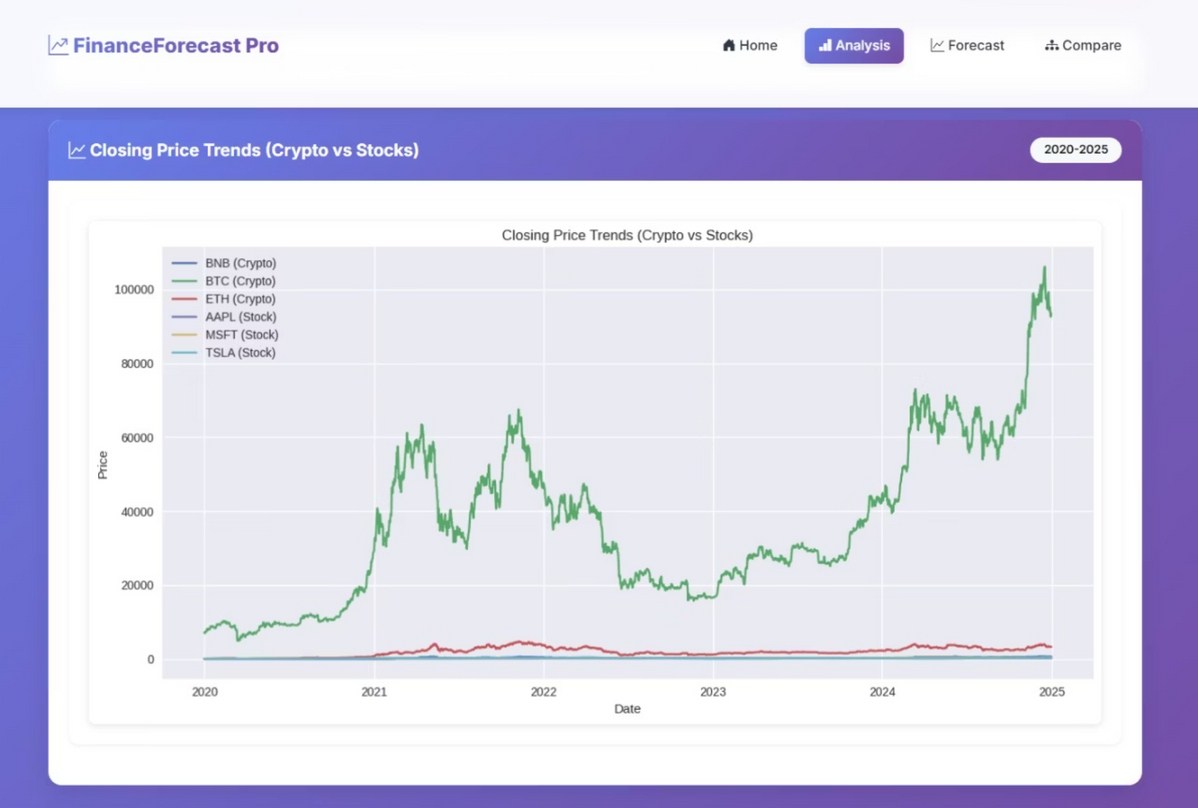 FinanceForecast Pro
Home
Analysis
Forecast
Compare
Closing Price Trends (Crypto vs Stocks)
2020-2025
Closing Price Trends (Crypto vs Stocks)
BNB (Crypto)
BTC (Crypto)
ETH (Crypto)
AAPL (Stock)
MSFT (Stock)
TSLA (Stock)
100000
80000
60000
40000
20000
0
Price
2020
2021
2022
2023
2024
2025
Date